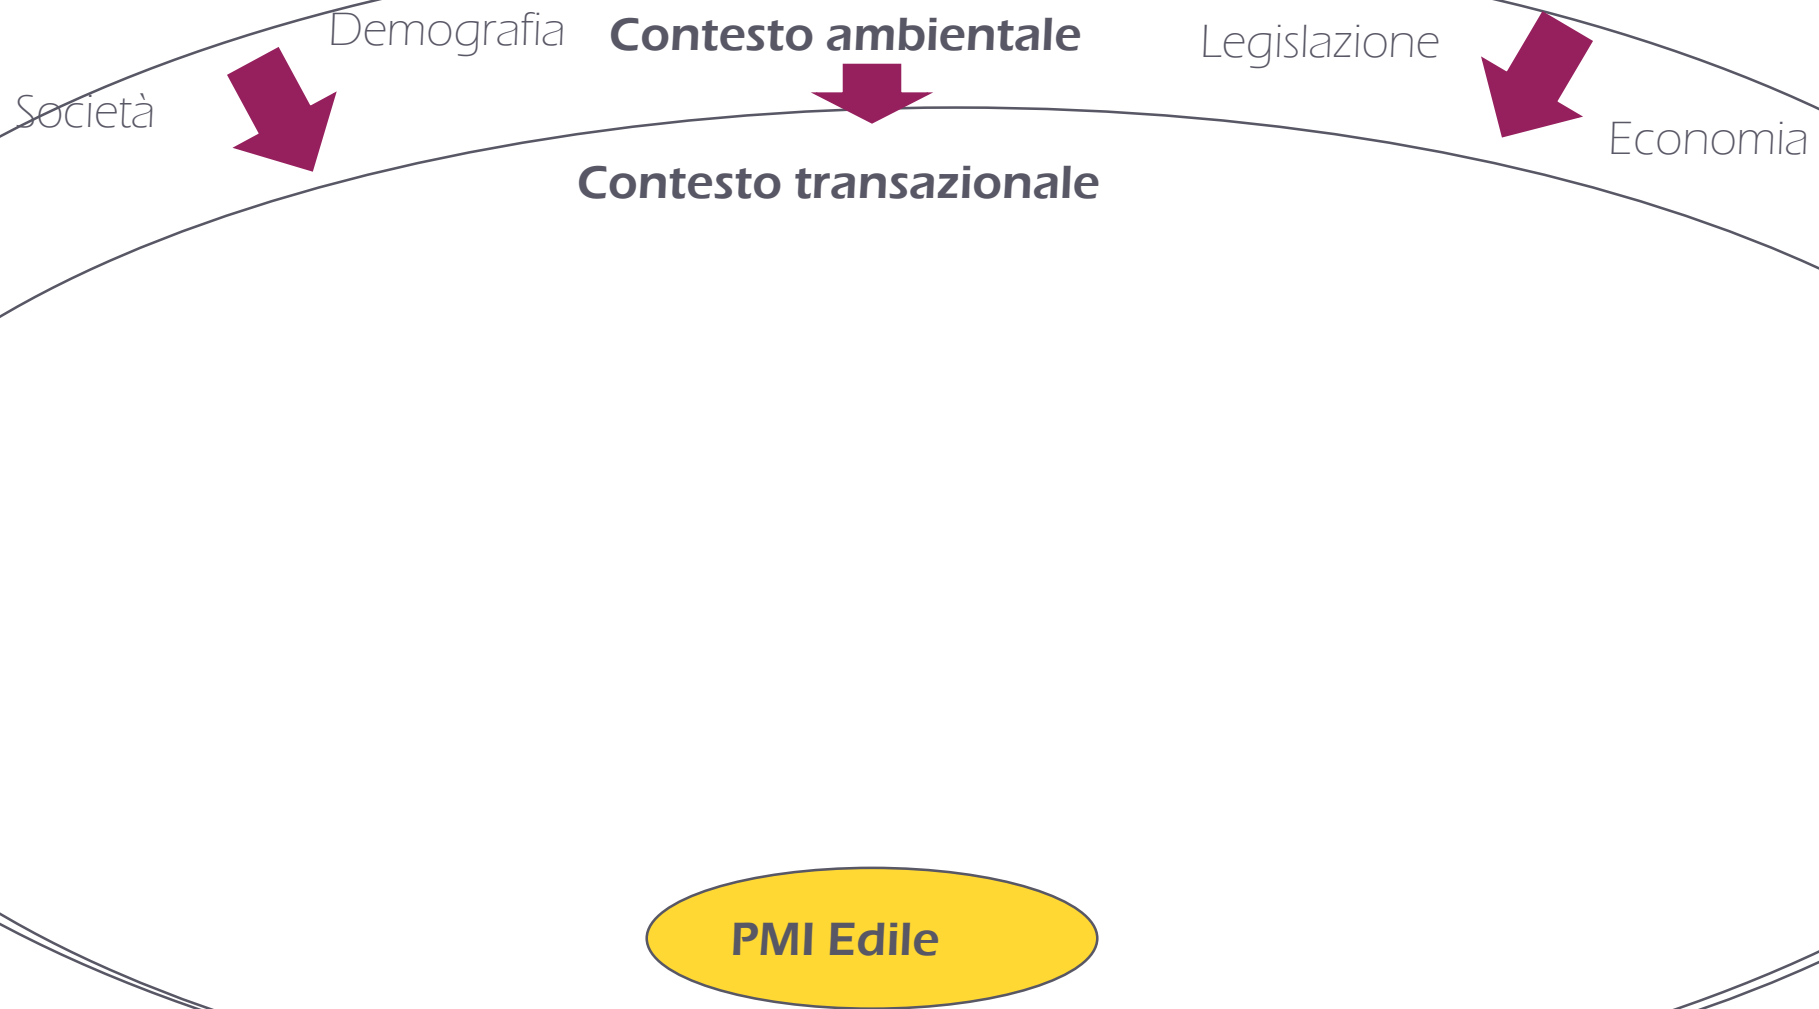 Demografia
Contesto ambientale
Legislazione
Società
Economia
Contesto transazionale
PMI Edile